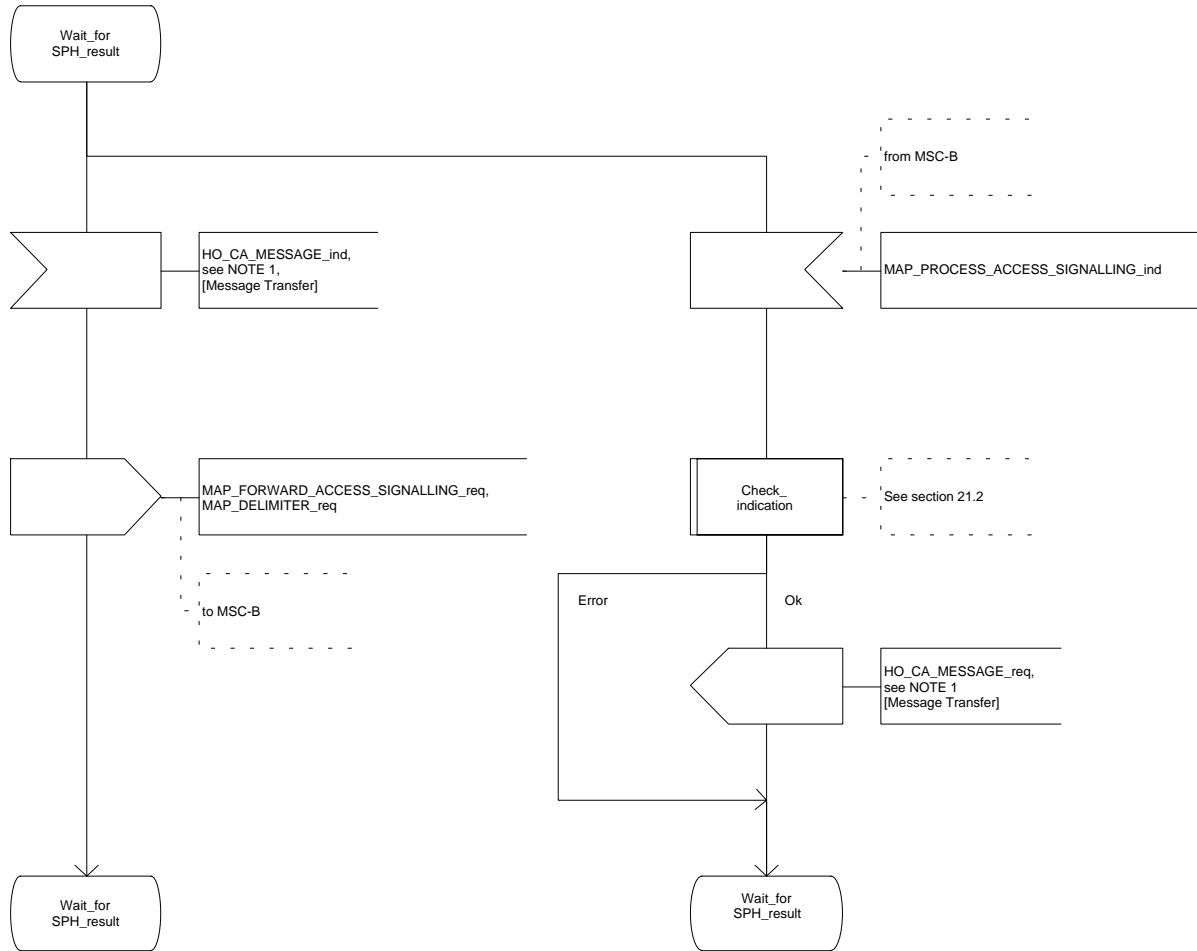 Wait_for
SPH_result
from MSC-B
HO_CA_MESSAGE_ind,
see NOTE 1,
[Message Transfer]
MAP_PROCESS_ACCESS_SIGNALLING_ind
MAP_FORWARD_ACCESS_SIGNALLING_req,
MAP_DELIMITER_req
Check_
indication
See section 21.2
to MSC-B
Error
Ok
HO_CA_MESSAGE_req,
see NOTE 1
[Message Transfer]
Wait_for
SPH_result
Wait_for
SPH_result